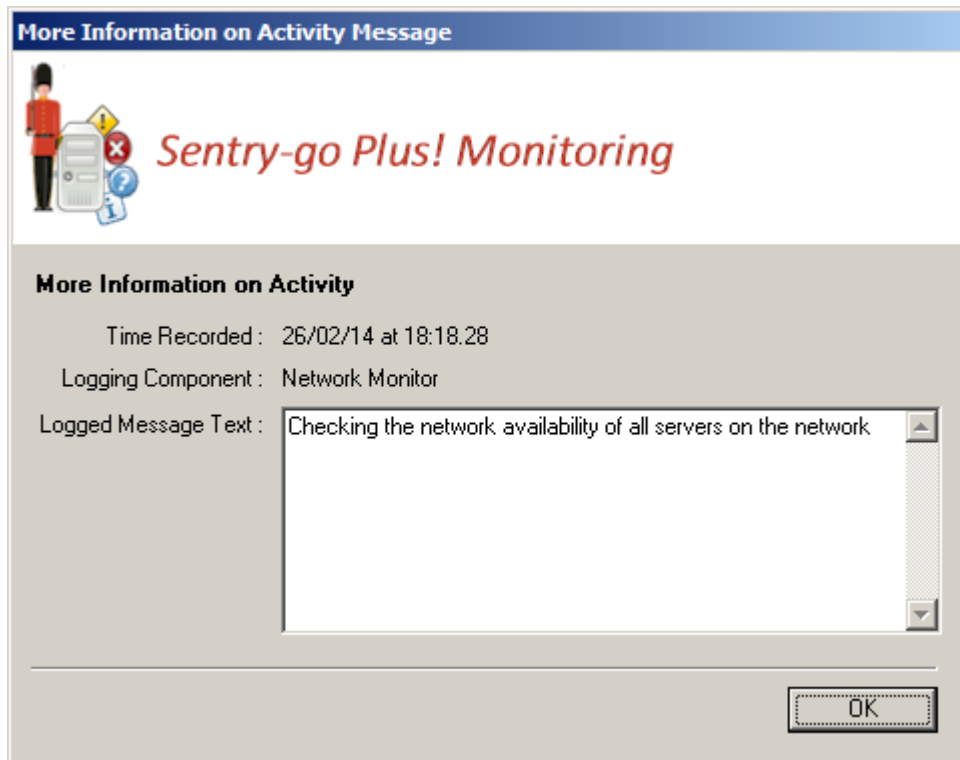 More Information on Activity Message
Sentry-go Plus! Monitoring
More Information on Activity
Time Recorded : 26/02/14 at 18:18.28
Logging Component : Network Monitor
Logged Message Text : Checking the network availability of all servers on the network
OK